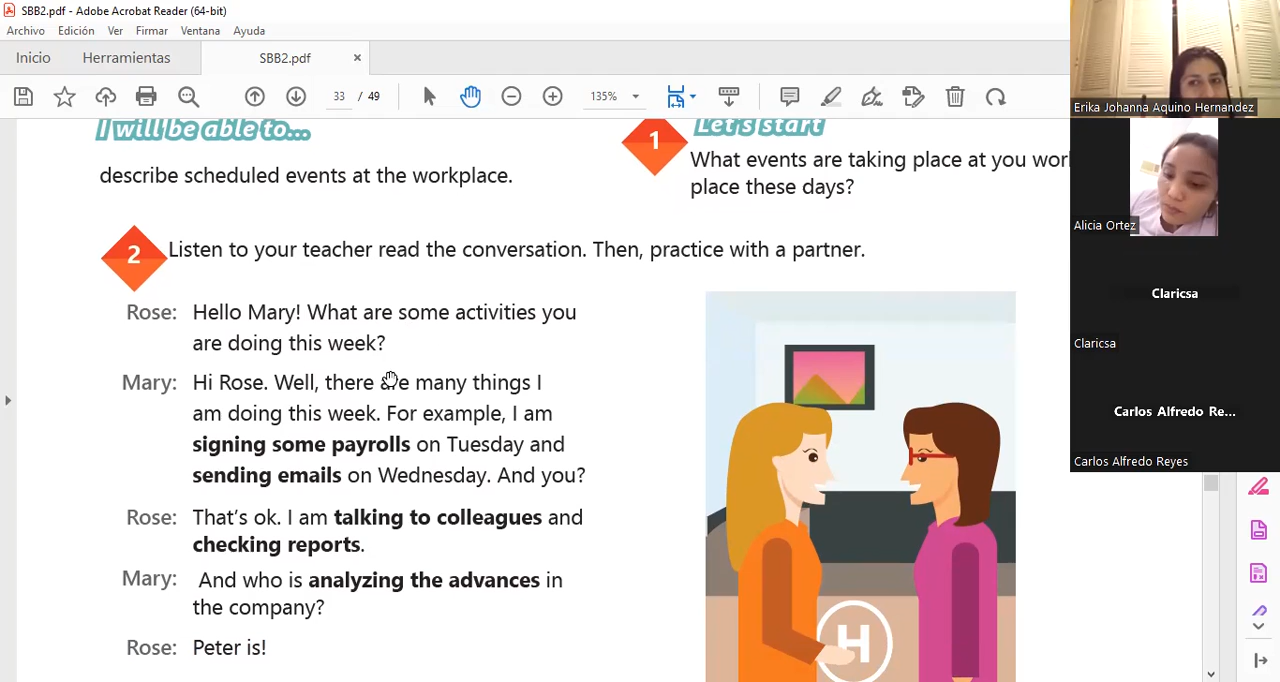 SBB2.pdf - Adobe Acrobat Reader (64-bit)
Archivo Edición Ver Firmar Ventana Ayuda
Inicio Herramientas SBB2.pdf ×
33 / 49 135%
I will be able to...
describe scheduled events at the workplace.
1 Let's start
What events are taking place at you
place these days?
2 Listen to your teacher read the conversation. Then, practice with a partner.
Rose: Hello Mary! What are some activities you
are doing this week?
Mary: Hi Rose. Well, there are many things I
am doing this week. For example, I am
signing some payrolls on Tuesday and
sending emails on Wednesday. And you?
Rose: That's ok. I am talking to colleagues and
checking reports.
Mary: And who is analyzing the advances in
the company?
Rose: Peter is!
H
Erika Johanna Aquino Hernandez
Alicia Ortez
Claricsa
Claricsa
Carlos Alfredo Re...
Carlos Alfredo Reyes